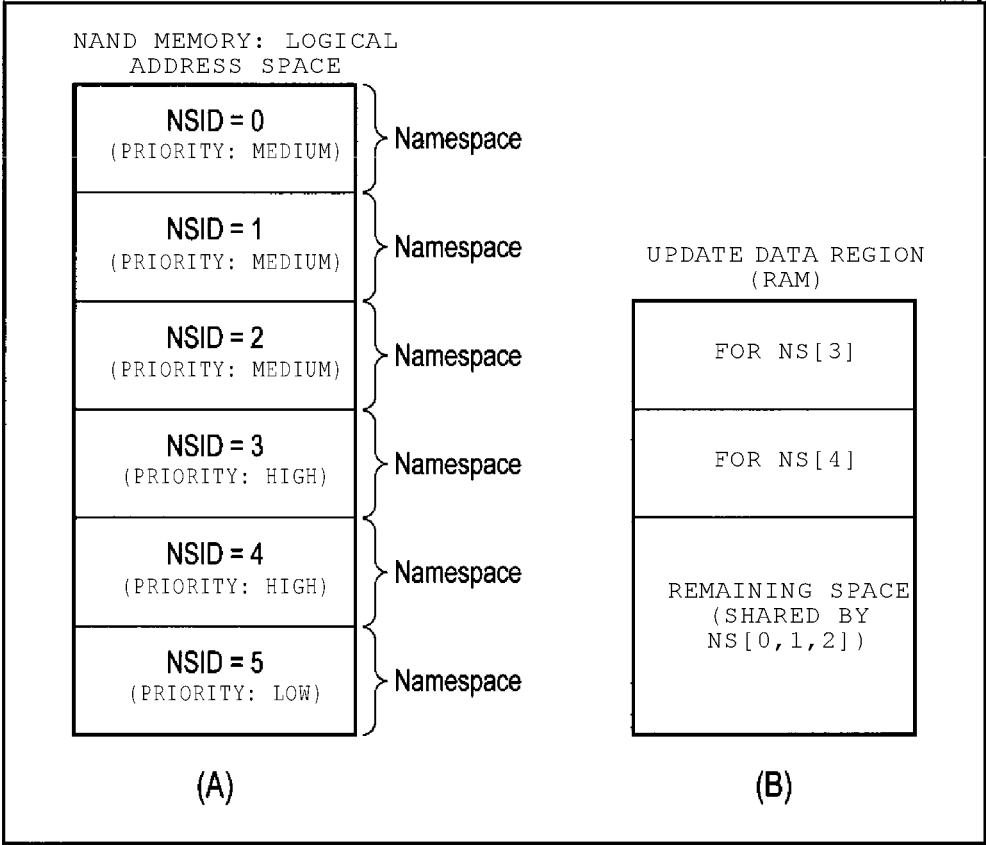 NAND MEMORY: LOGICAL
ADDRESS SPACE
NSID = 0
(PRIORITY: MEDIUM)
Namespace
NSID = 1
(PRIORITY: MEDIUM)
Namespace
NSID = 2
(PRIORITY: MEDIUM)
Namespace
NSID = 3
(PRIORITY: HIGH)
Namespace
NSID = 4
(PRIORITY: HIGH)
Namespace
NSID = 5
(PRIORITY: LOW)
Namespace
(A)
UPDATE DATA REGION
(RAM)
FOR NS[3]
FOR NS[4]
REMAINING SPACE
(SHARED BY
NS[0,1,2])
(B)